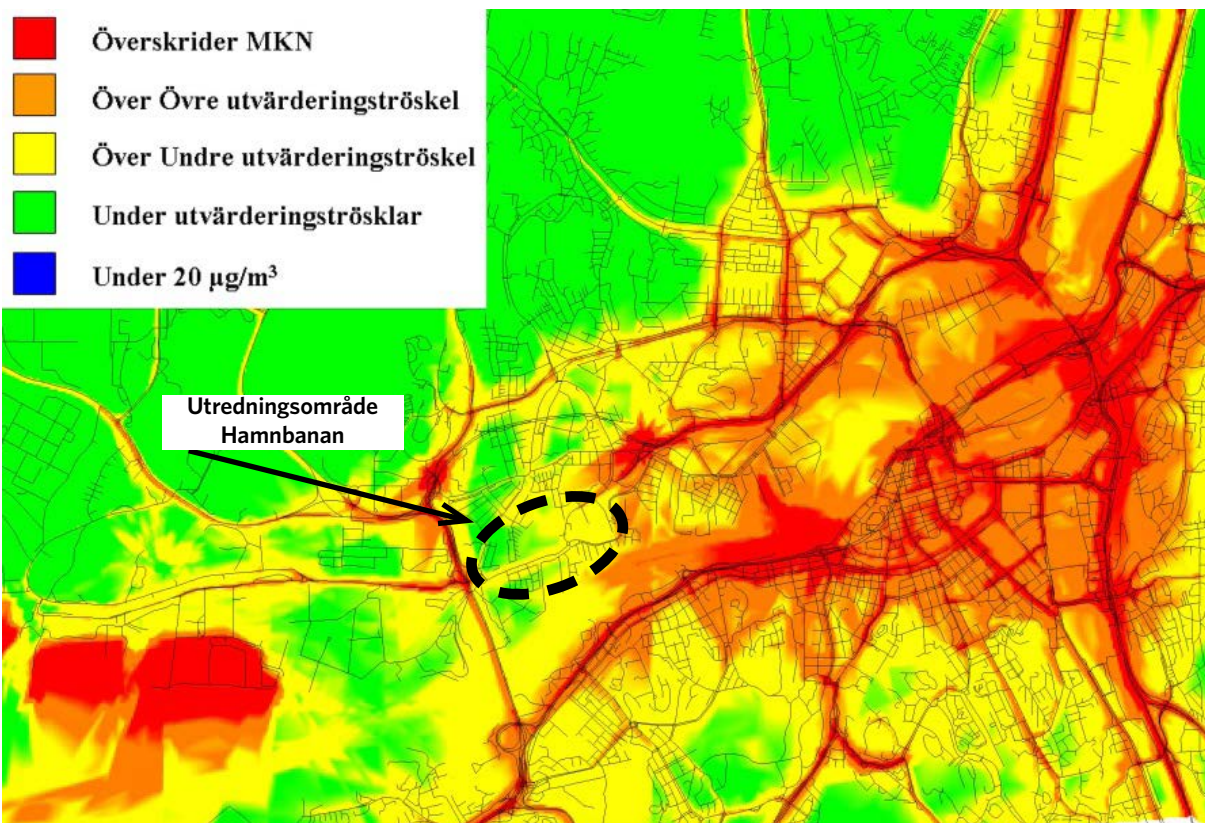 Överskrider MKN
Över Övre utvärderingströskel
Över Undre utvärderingströskel
Under utvärderingströsklar
Under 20 µg/m³
Utredningsområde
Hamnbanan